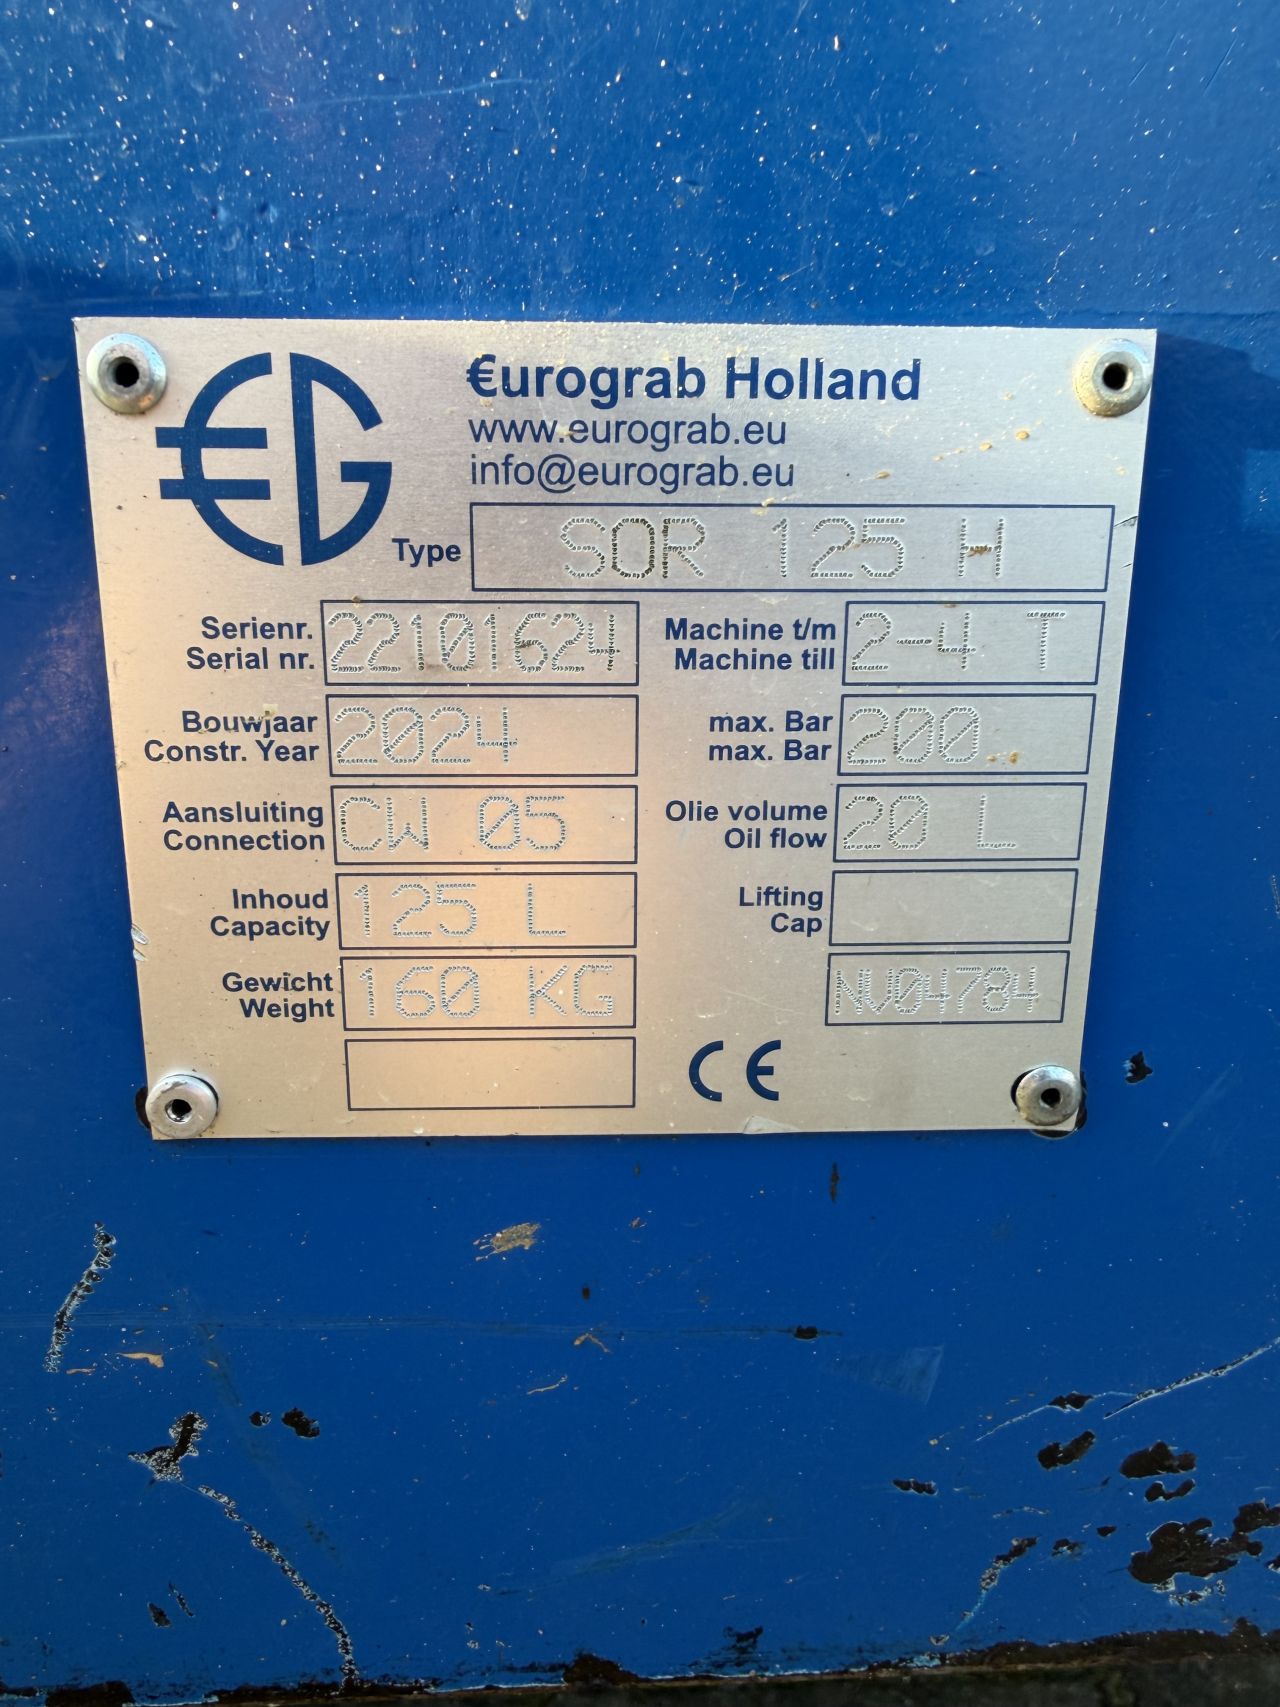 €G
€urograb Holland
www.eurograb.eu
info@eurograb.eu
Type SOR 125 H
Serienr. Serial nr. 22101624
Machine t/m Machine till 2-4 T
Bouwjaar Constr. Year 2024
max. Bar max. Bar 200
Aansluiting Connection CW 05
Olie volume Oil flow 20 L
Inhoud Capacity 125 L
Lifting Cap
Gewicht Weight 160 KG
NV04784
CE